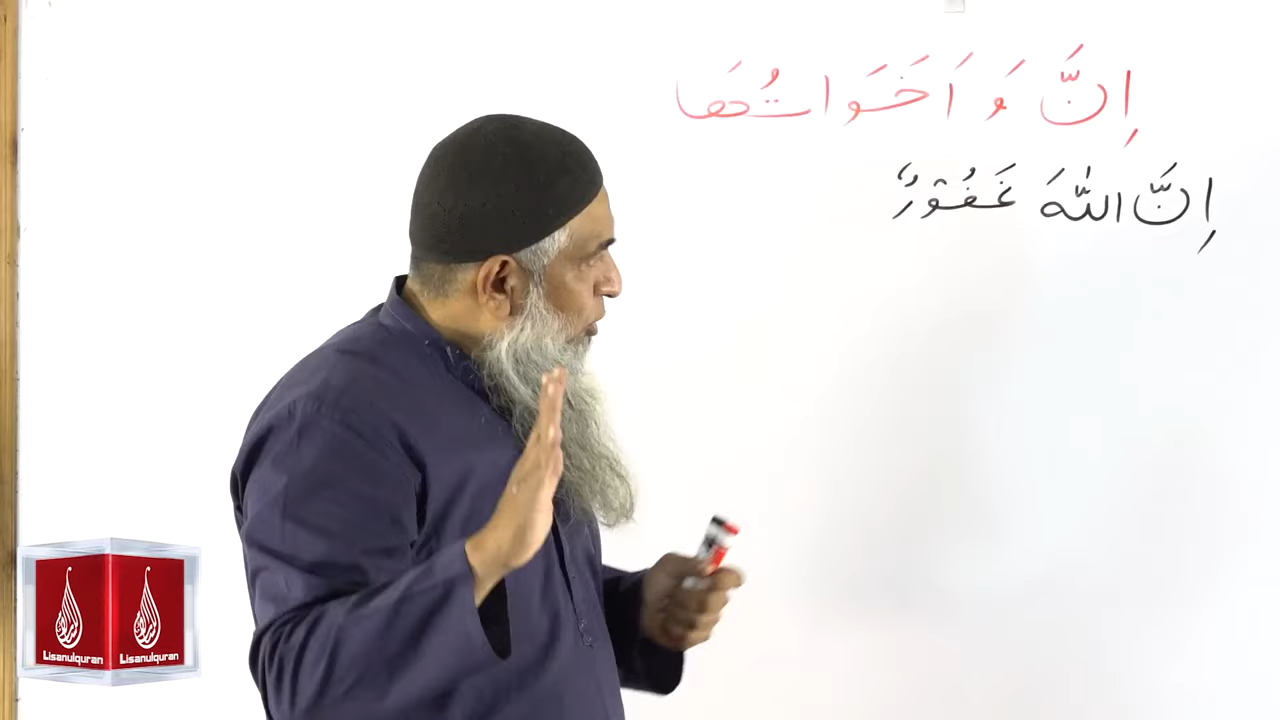 اِنَّ وَ اَخَوَاتُهَا
اِنَّ اللّٰهَ غَفُوْرٌ
Lisanulquran
Lisanulquran